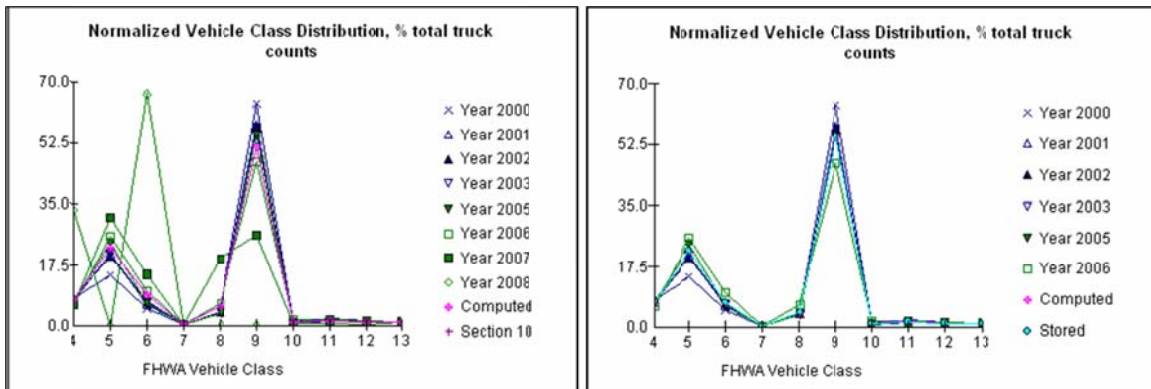 Normalized Vehicle Class Distribution, % total truck
counts
70.0
52.5
35.0
17.5
0.0
4 5 6 7 8 9 10 11 12 13
FHWA Vehicle Class
Year 2000
Year 2001
Year 2002
Year 2003
Year 2005
Year 2006
Year 2007
Year 2008
Computed
Section 10
Normalized Vehicle Class Distribution, % total truck
counts
70.0
52.5
35.0
17.5
0.0
4 5 6 7 8 9 10 11 12 13
FHWA Vehicle Class
Year 2000
Year 2001
Year 2002
Year 2003
Year 2005
Year 2006
Computed
Stored